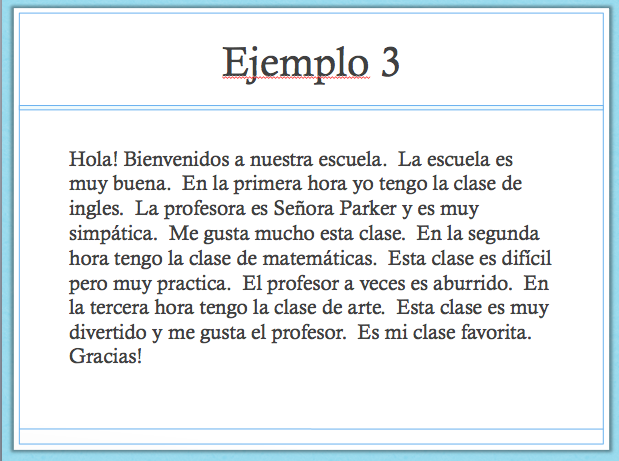 Ejemplo 3
Hola! Bienvenidos a nuestra escuela.  La escuela es
muy buena.  En la primera hora yo tengo la clase de
ingles.  La profesora es Señora Parker y es muy
simpática.  Me gusta mucho esta clase.  En la segunda
hora tengo la clase de matemáticas.  Esta clase es difícil
pero muy practica.  El profesor a veces es aburrido.  En
la tercera hora tengo la clase de arte.  Esta clase es muy
divertido y me gusta el profesor.  Es mi clase favorita.
Gracias!